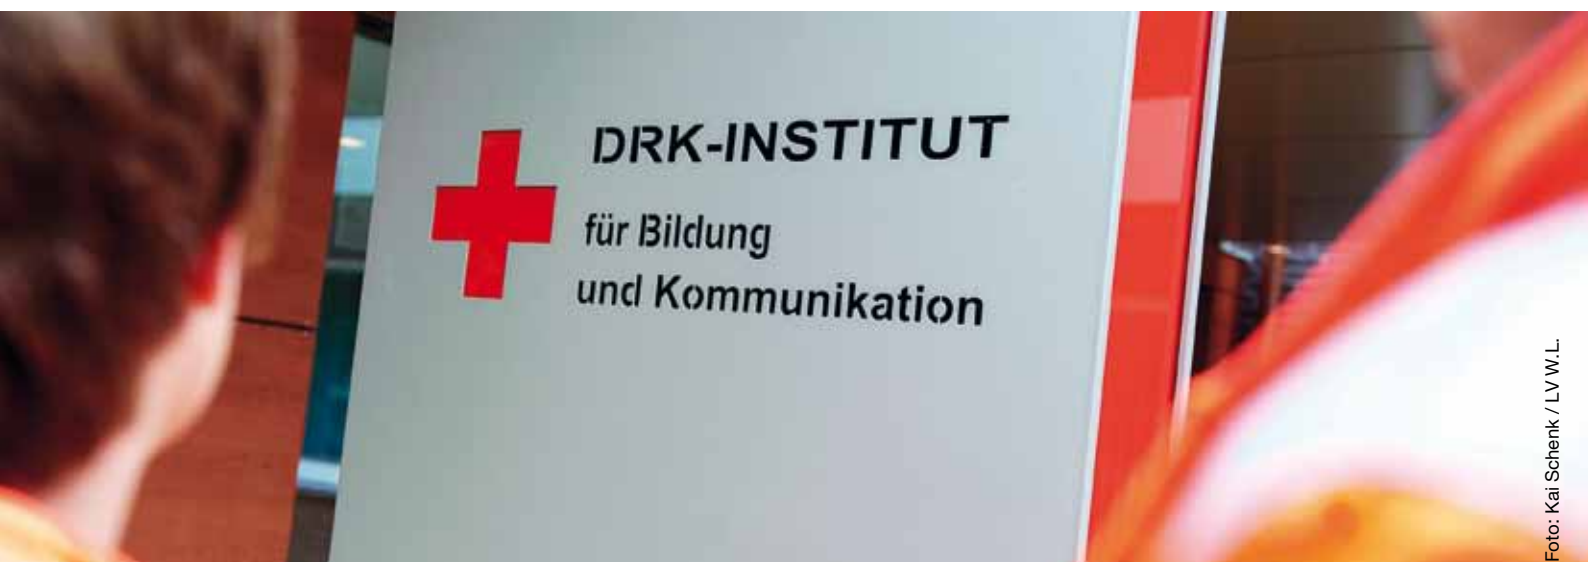 DRK-INSTITUT
für Bildung
und Kommunikation
Foto: Kai Schenk / LV W.L.